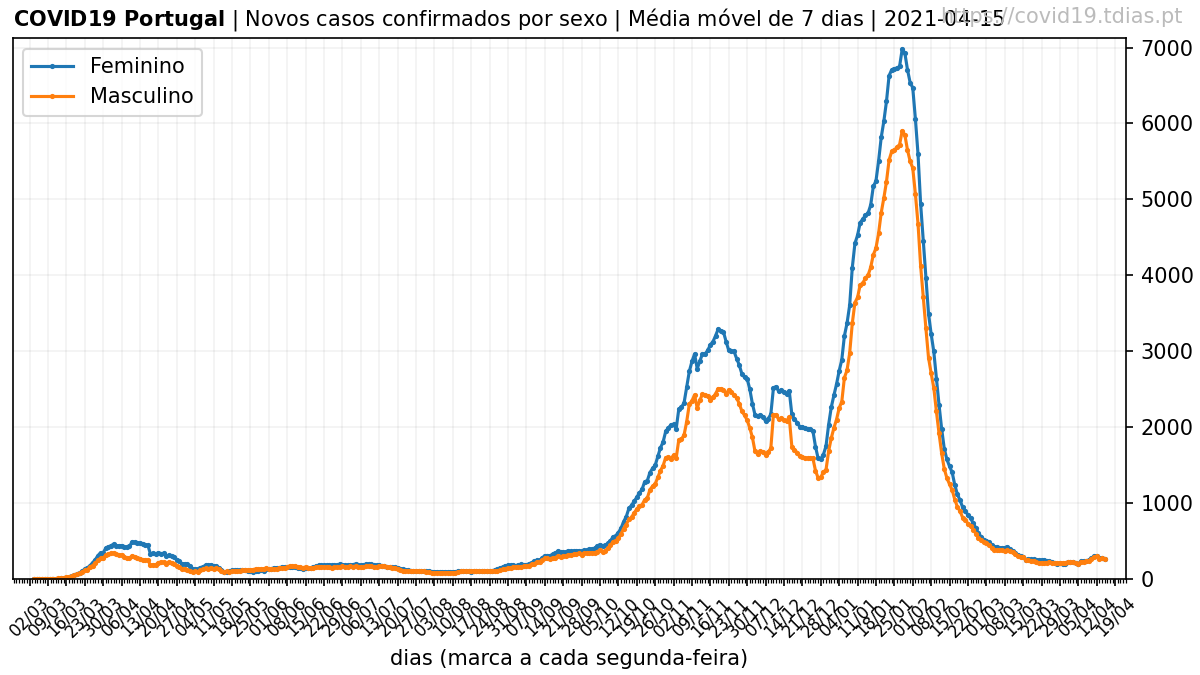 COVID19 Portugal | Novos casos confirmados por sexo | Média móvel de 7 dias | 2021-04-15
https://covid19.tdias.pt
Feminino
Masculino
7000
6000
5000
4000
3000
2000
1000
0
02/03 09/03 16/03 23/03 30/03 06/04 13/04 20/04 27/04 04/05 11/05 18/05 25/05 01/06 08/06 15/06 22/06 29/06 06/07 13/07 20/07 27/07 03/08 10/08 17/08 24/08 31/08 07/09 14/09 21/09 28/09 05/10 12/10 19/10 26/10 02/11 09/11 16/11 23/11 30/11 07/12 14/12 21/12 28/12 04/01 11/01 18/01 25/01 01/02 08/02 15/02 22/02 01/03 08/03 15/03 22/03 29/03 05/04 12/04 19/04
dias (marca a cada segunda-feira)